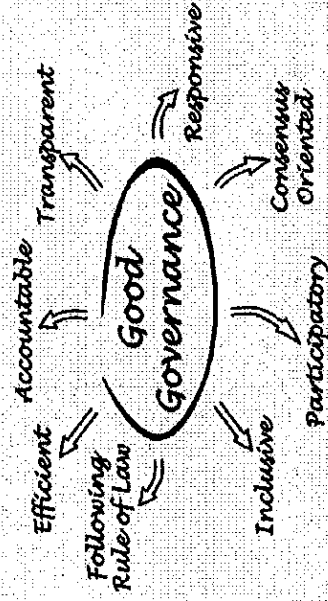 Good
Governance
Accountable
Transparent
Responsive
Consensus
Oriented
Participatory
Inclusive
Following
Rule of Law
Efficient